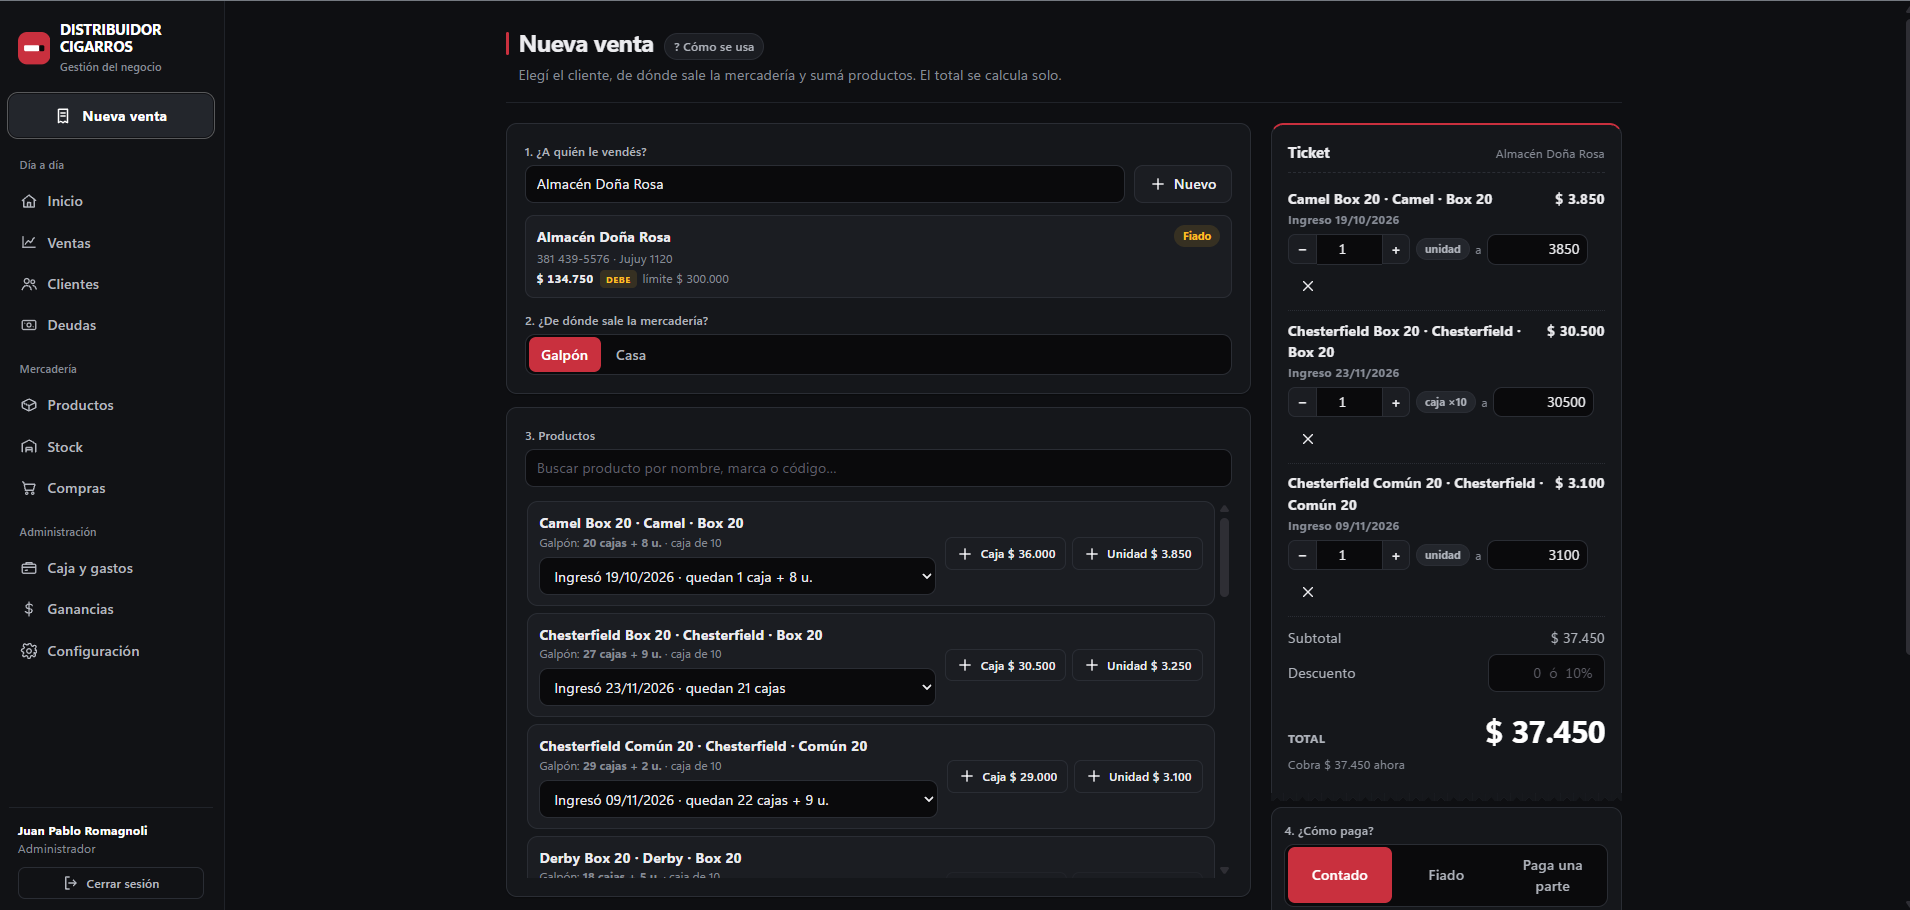 DISTRIBUIDOR
CIGARROS
Gestión del negocio
Nueva venta
Día a día
Inicio
Ventas
Clientes
Deudas
Mercadería
Productos
Stock
Compras
Administración
Caja y gastos
Ganancias
Configuración
Juan Pablo Romagnoli
Administrador
Cerrar sesión
Nueva venta
? Cómo se usa
Elegí el cliente, de dónde sale la mercadería y sumá productos. El total se calcula solo.
1. ¿A quién le vendés?
Almacén Doña Rosa
+ Nuevo
Almacén Doña Rosa
Fiado
381 439-5576 · Jujuy 1120
$ 134.750 DEBE límite $ 300.000
2. ¿De dónde sale la mercadería?
Galpón Casa
3. Productos
Buscar producto por nombre, marca o código...
Camel Box 20 · Camel · Box 20
Galpón: 20 cajas + 8 u. · caja de 10
Ingresó 19/10/2026 · quedan 1 caja + 8 u.
+ Caja $ 36.000
+ Unidad $ 3.850
Chesterfield Box 20 · Chesterfield · Box 20
Galpón: 27 cajas + 9 u. · caja de 10
Ingresó 23/11/2026 · quedan 21 cajas
+ Caja $ 30.500
+ Unidad $ 3.250
Chesterfield Común 20 · Chesterfield · Común 20
Galpón: 29 cajas + 2 u. · caja de 10
Ingresó 09/11/2026 · quedan 22 cajas + 9 u.
+ Caja $ 29.000
+ Unidad $ 3.100
Derby Box 20 · Derby · Box 20
Galpón: 18 cajas + 5 u. · caja de 10
Ticket
Almacén Doña Rosa
Camel Box 20 · Camel · Box 20 $ 3.850
Ingreso 19/10/2026
− 1 + unidad a 3850
×
Chesterfield Box 20 · Chesterfield · $ 30.500
Box 20
Ingreso 23/11/2026
− 1 + caja ×10 a 30500
×
Chesterfield Común 20 · Chesterfield · $ 3.100
Común 20
Ingreso 09/11/2026
− 1 + unidad a 3100
×
Subtotal $ 37.450
Descuento 0 ó 10%
TOTAL $ 37.450
Cobra $ 37.450 ahora
4. ¿Cómo paga?
Contado
Fiado
Paga una
parte